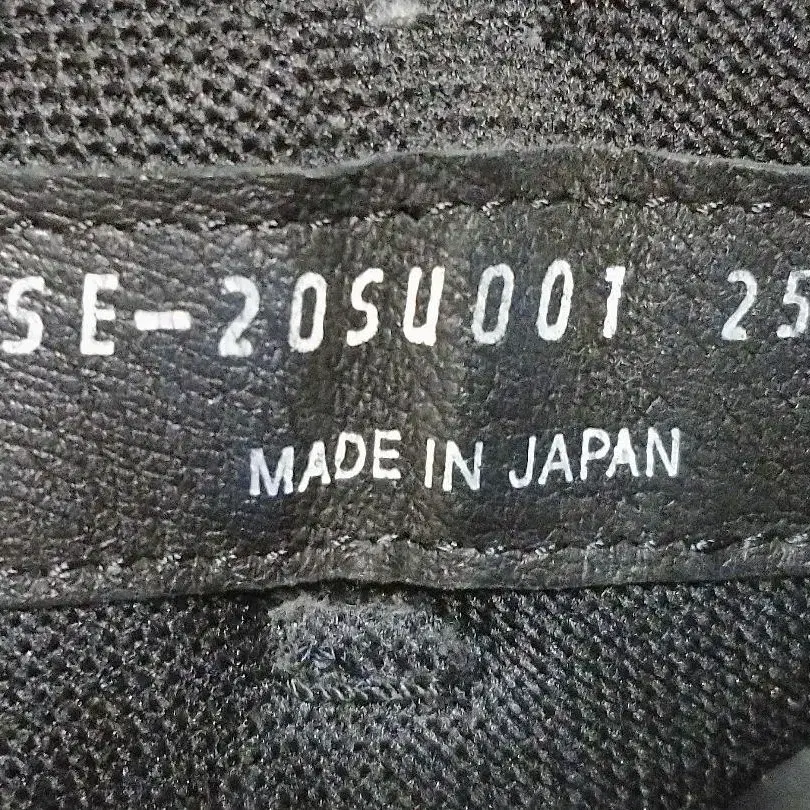 SE-20SU001 25
MADE IN JAPAN